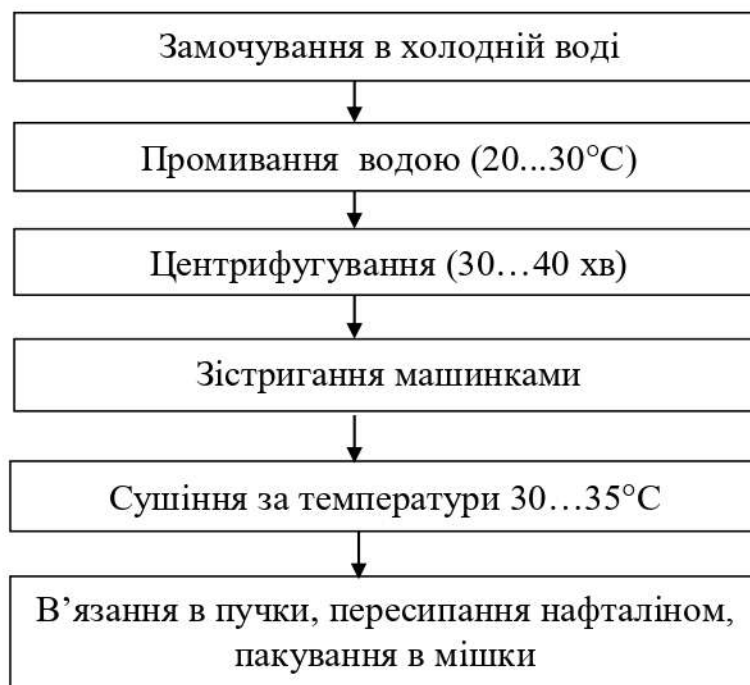 Замочування в холодній воді
Промивання водою (20...30°С)
Центрифугування (30…40 хв)
Зістригання машинками
Сушіння за температури 30…35°С
В’язання в пучки, пересипання нафталіном,
пакування в мішки